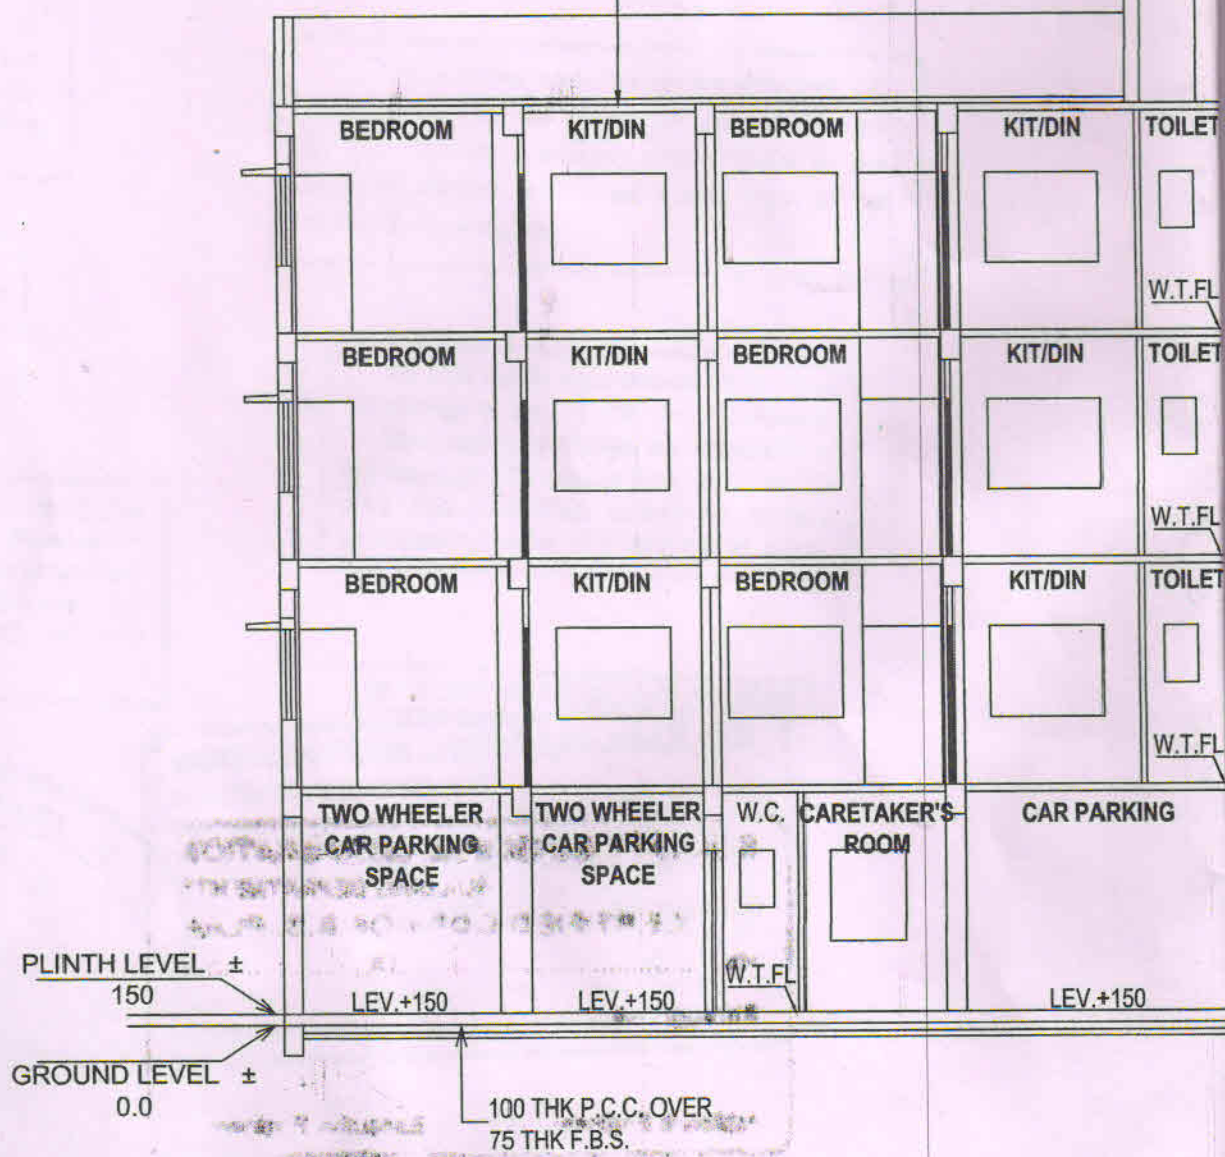 BEDROOM KIT/DIN BEDROOM KIT/DIN TOILET
W.T.FL
BEDROOM KIT/DIN BEDROOM KIT/DIN TOILET
W.T.FL
BEDROOM KIT/DIN BEDROOM KIT/DIN TOILET
W.T.FL
TWO WHEELER
CAR PARKING
SPACE
TWO WHEELER
CAR PARKING
SPACE
W.C.
CARETAKER'S
ROOM
CAR PARKING
W.T.FL
PLINTH LEVEL ±
150
LEV.+150 LEV.+150 LEV.+150
GROUND LEVEL ±
0.0
100 THK P.C.C. OVER
75 THK F.B.S.